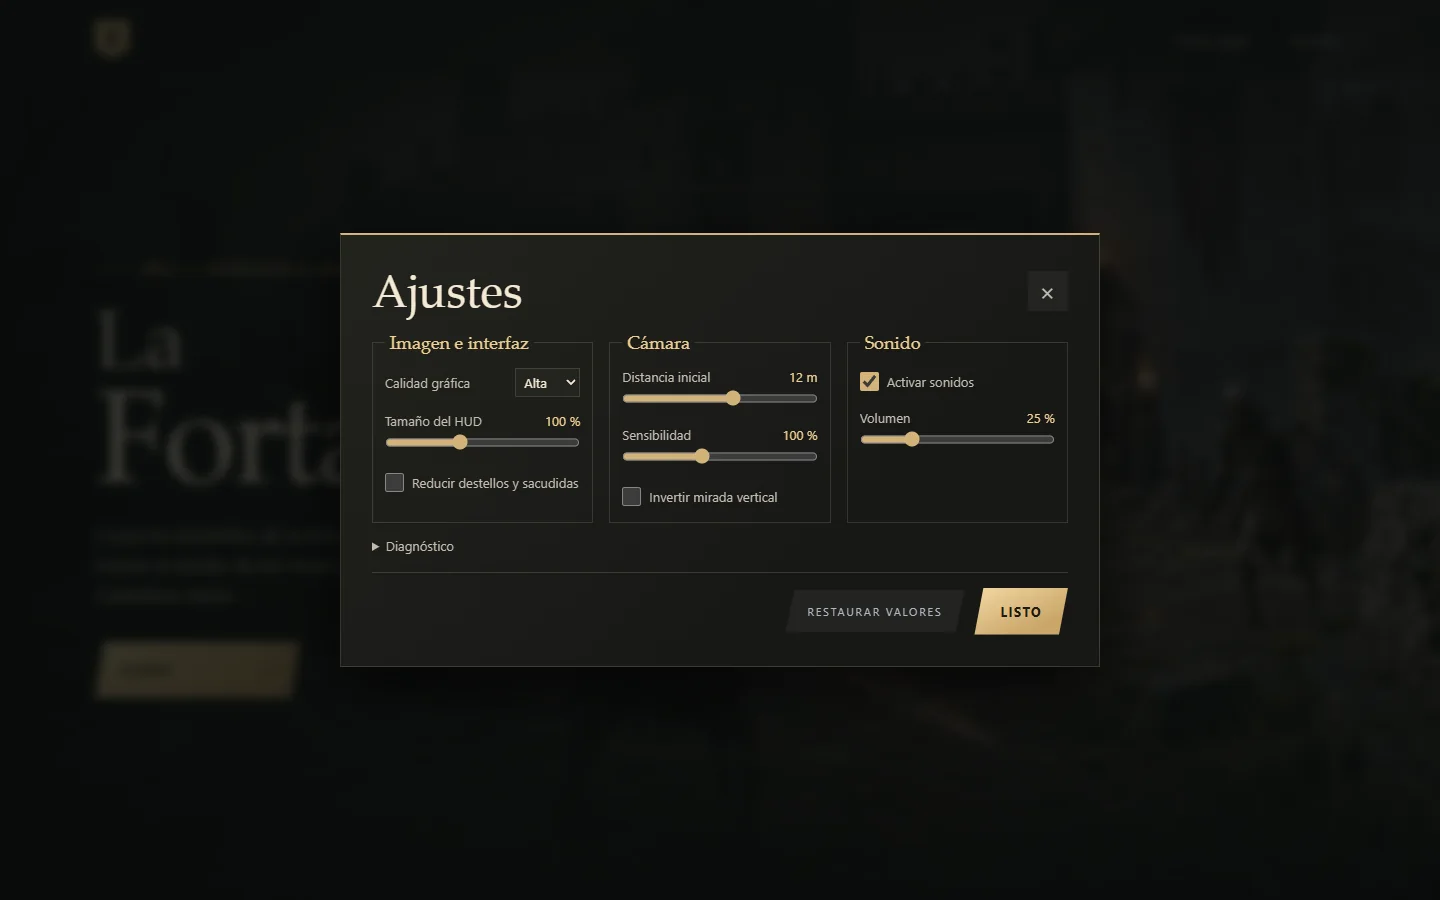 Ajustes
×
Imagen e interfaz
Calidad gráfica
Alta
Tamaño del HUD
100 %
Reducir destellos y sacudidas
Cámara
Distancia inicial
12 m
Sensibilidad
100 %
Invertir mirada vertical
Sonido
Activar sonidos
Volumen
25 %
Diagnóstico
RESTAURAR VALORES
LISTO
La
Forta